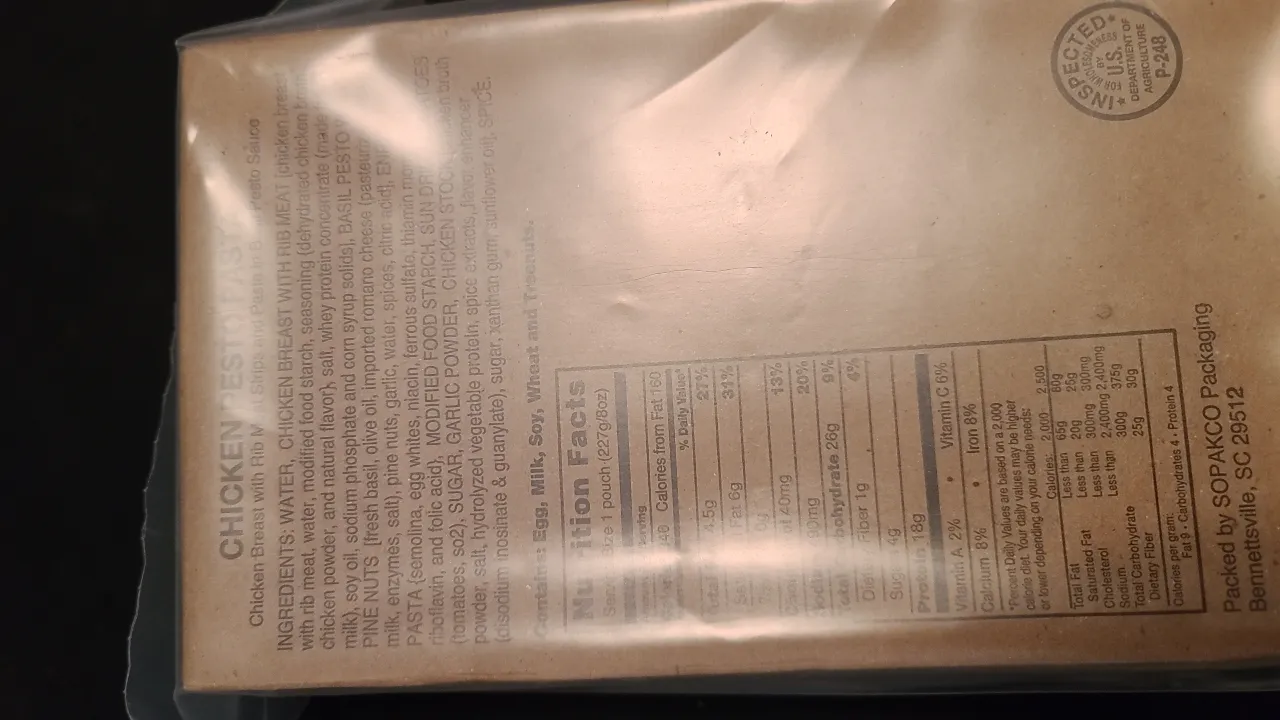 CHICKEN PESTO PASTA
Chicken Breast with Rib M Strips and Pasta in B Pesto Sauce
INGREDIENTS: WATER, CHICKEN BREAST WITH RIB MEAT [chicken breast
with rib meat, water, modified food starch, seasoning (dehydrated chicken
chicken powder, and natural flavor), salt, whey protein concentrate (made
milk), soy oil, sodium phosphate and corn syrup solids], BASIL PESTO
PINE NUTS [fresh basil, olive oil, imported romano cheese (pasteur
milk, enzymes, salt), pine nuts, garlic, water, spices, citric acid],
PASTA (semolina, egg whites, niacin, ferrous sulfate, thiamin mon
riboflavin, and folic acid), MODIFIED FOOD STARCH, SUN DRI
(tomatoes, so2), SUGAR, GARLIC POWDER, CHICKEN STOC broth
powder, salt, hydrolyzed vegetable protein, spice extracts, flavor enhancer
(disodium inosinate & guanylate), sugar, xanthan gum, sunflower oil], SPICE.
Contains: Egg, Milk, Soy, Wheat and Treenuts.
Nutrition Facts
Size 1 pouch (227g/8oz)
Serving
Calories from Fat 160
% Daily Value*
Total 27%
Fat 6g 31%
40mg 13%
20%
bohydrate 26g 9%
Fiber 1g 4%
Sugars 4g
Protein 18g
Vitamin A 2% • Vitamin C 6%
Calcium 8% • Iron 8%
*Percent Daily Values are based on a 2,000
calorie diet. Your daily values may be higher
or lower depending on your calorie needs:
Calories: 2,000 2,500
Total Fat Less than 65g 80g
Saturated Fat Less than 20g 25g
Cholesterol Less than 300mg 300mg
Sodium Less than 2,400mg 2,400mg
Total Carbohydrate 300g 375g
Dietary Fiber 25g 30g
Calories per gram:
Fat 9 • Carbohydrates 4 • Protein 4
Packed by SOPAKCO Packaging
Bennettsville, SC 29512
INSPECTED
FOR WHOLESOMENESS
BY
U.S.
DEPARTMENT OF
AGRICULTURE
P-248